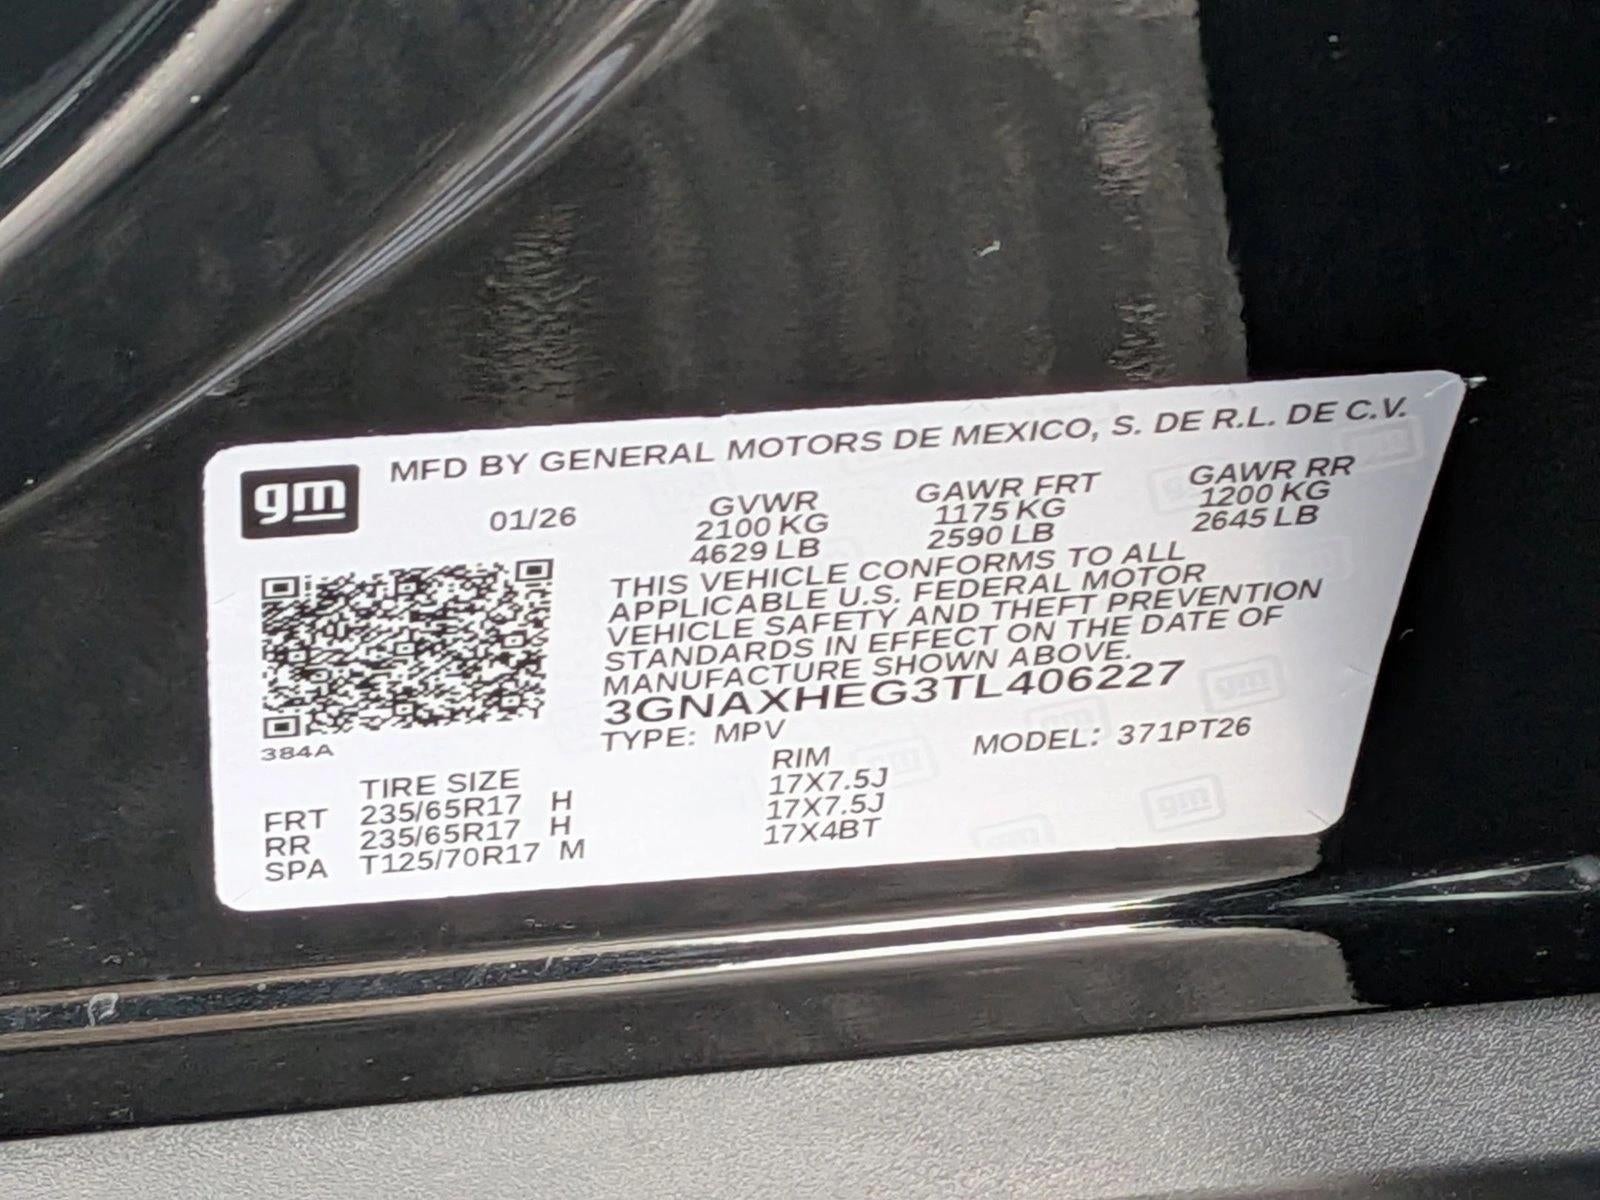 gm
MFD BY GENERAL MOTORS DE MEXICO, S. DE R.L. DE C.V.
01/26
GVWR GAWR FRT GAWR RR
2100 KG 1175 KG 1200 KG
4629 LB 2590 LB 2645 LB
THIS VEHICLE CONFORMS TO ALL
APPLICABLE U.S. FEDERAL MOTOR
VEHICLE SAFETY AND THEFT PREVENTION
STANDARDS IN EFFECT ON THE DATE OF
MANUFACTURE SHOWN ABOVE.
3GNAXHEG3TL406227
TYPE: MPV MODEL: 371PT26
384A
TIRE SIZE RIM
FRT 235/65R17 H 17X7.5J
RR 235/65R17 H 17X7.5J
SPA T125/70R17 M 17X4BT